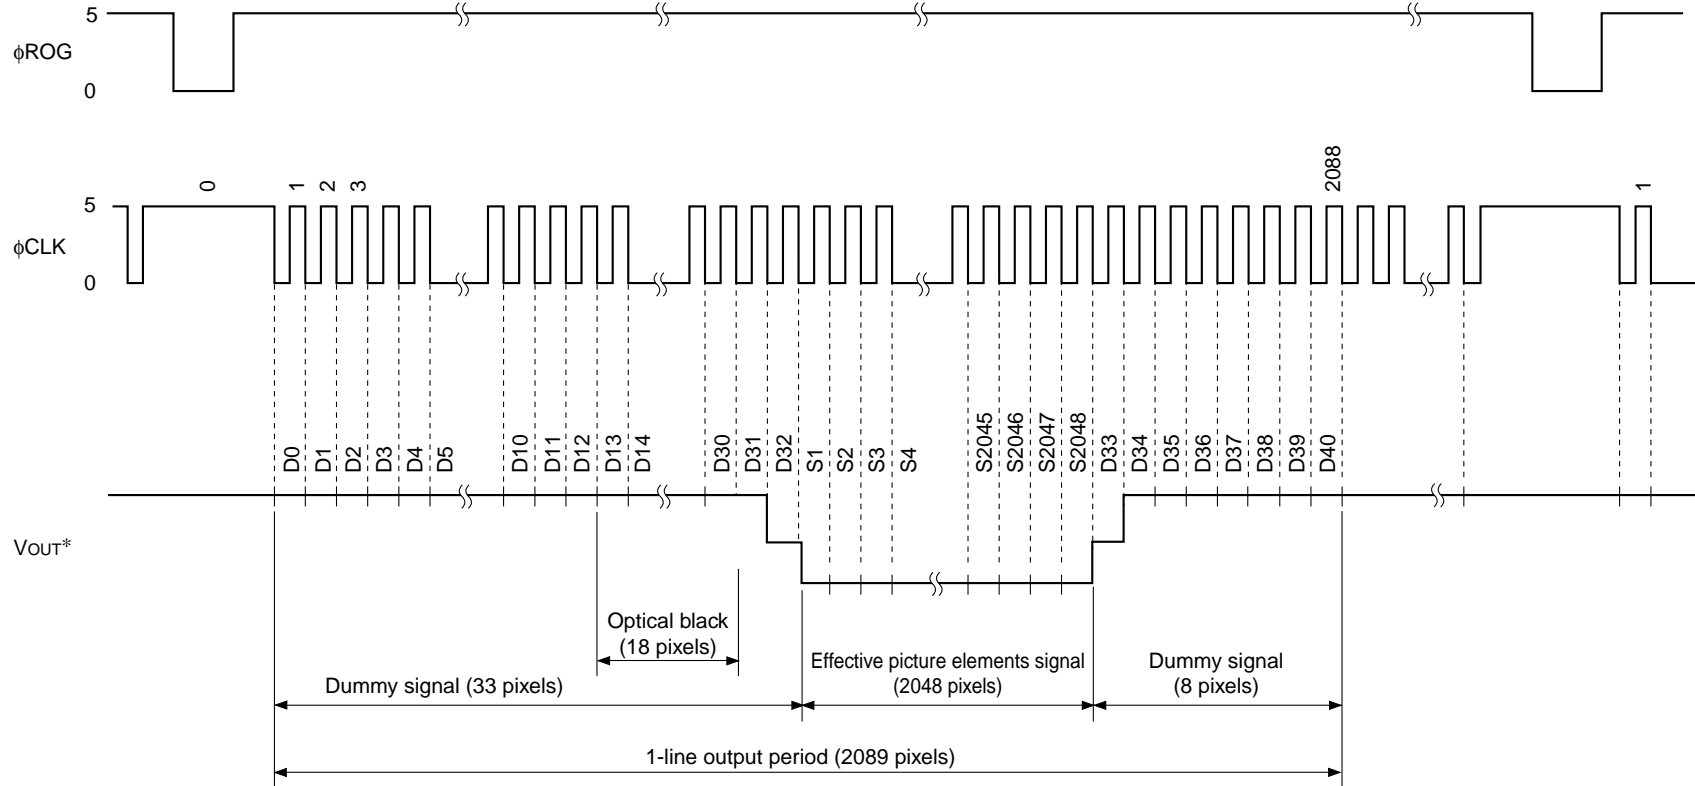 5
ϕROG
0
0
1
2
3
2088
1
5
ϕCLK
0
D0
D1
D2
D3
D4
D5
D10
D11
D12
D13
D14
D30
D31
D32
S1
S2
S3
S4
S2045
S2046
S2047
S2048
D33
D34
D35
D36
D37
D38
D39
D40
VOUT*
Optical black
(18 pixels)
Effective picture elements signal
(2048 pixels)
Dummy signal
(8 pixels)
Dummy signal (33 pixels)
1-line output period (2089 pixels)